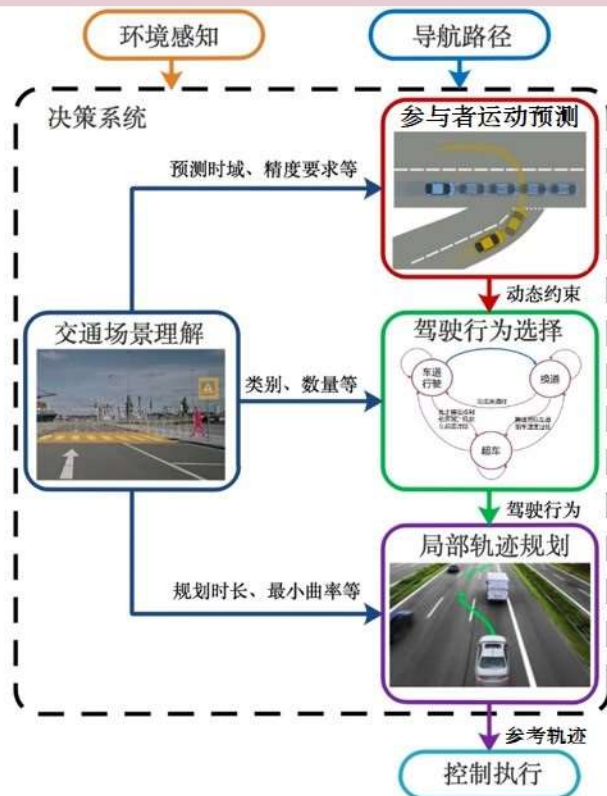 环境感知
导航路径
决策系统
参与者运动预测
预测时域、精度要求等
动态约束
交通场景理解
驾驶行为选择
类别、数量等
车道
行驶
换道
超车
驾驶行为
局部轨迹规划
规划时长、最小曲率等
参考轨迹
控制执行